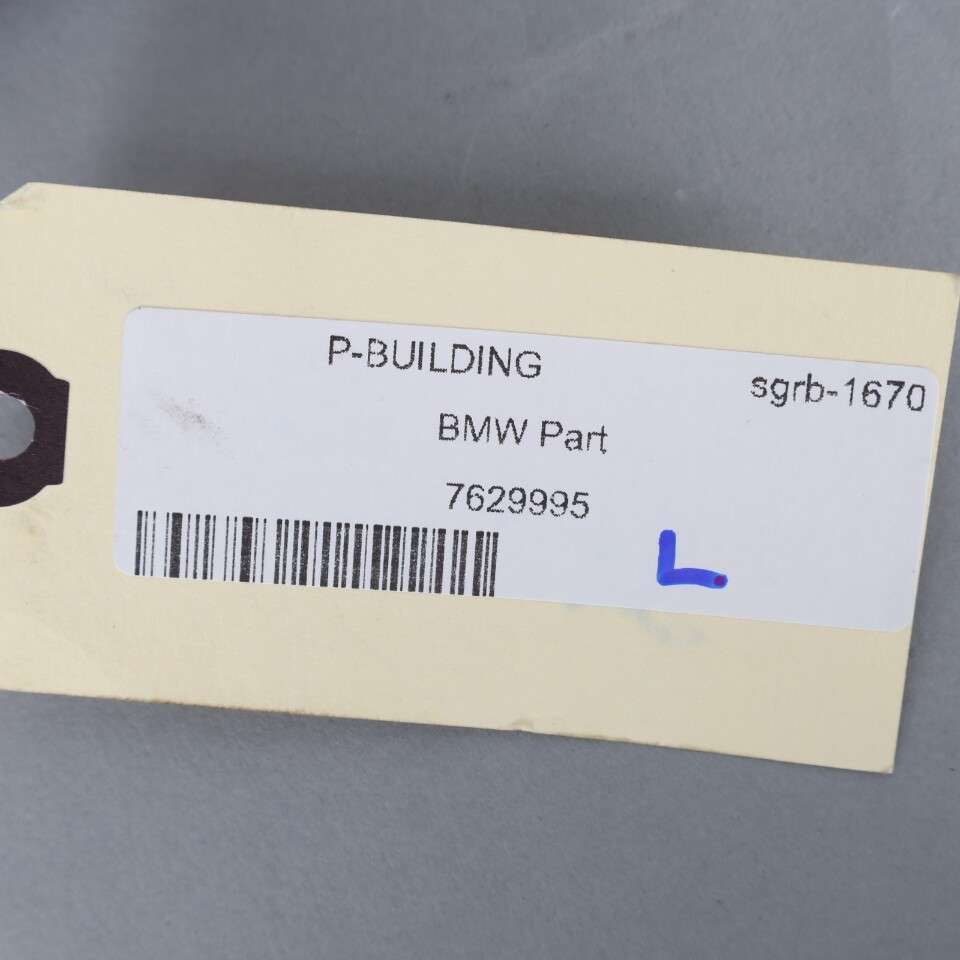 P-BUILDING
sgrb-1670
BMW Part
7629995
L